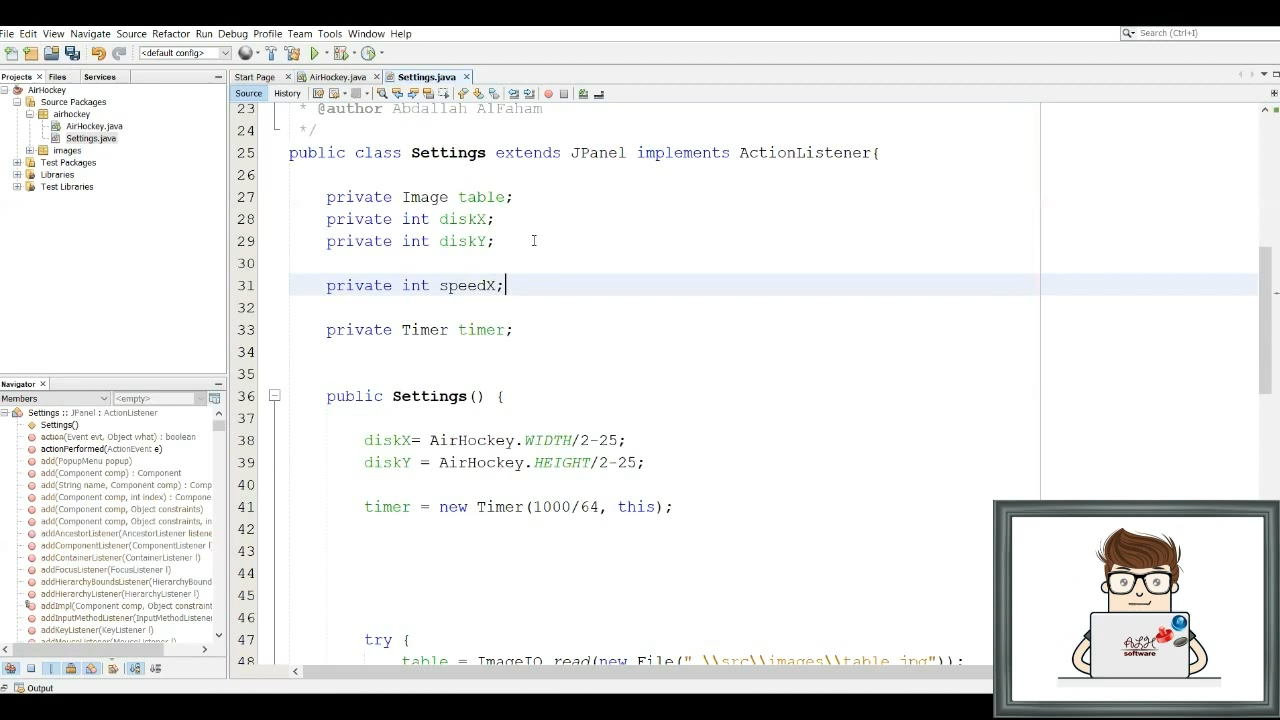 File Edit View Navigate Source Refactor Run Debug Profile Team Tools Window Help
Search (Ctrl+I)
<default config>
Projects Files Services
Start Page AirHockey.java Settings.java
Source History
AirHockey
Source Packages
airhockey
AirHockey.java
Settings.java
images
Test Packages
Libraries
Test Libraries
23 * @author Abdallah AlFaham
24 */
25 public class Settings extends JPanel implements ActionListener{
26
27 private Image table;
28 private int diskX;
29 private int diskY;
30
31 private int speedX;
32
33 private Timer timer;
34
35
36 public Settings() {
37
38 diskX= AirHockey.WIDTH/2-25;
39 diskY = AirHockey.HEIGHT/2-25;
40
41 timer = new Timer(1000/64, this);
42
43
44
45
46
47 try {
48 table = ImageIO.read(new File(".\\src\\images\\table.jpg"));
Navigator
Members <empty>
Settings :: JPanel : ActionListener
Settings()
action(Event evt, Object what) : boolean
actionPerformed(ActionEvent e)
add(PopupMenu popup)
add(Component comp) : Component
add(String name, Component comp) : Comp
add(Component comp, int index) : Compone
add(Component comp, Object constraints)
add(Component comp, Object constraints, in
addAncestorListener(AncestorListener listene
addComponentListener(ComponentListener l)
addContainerListener(ContainerListener l)
addFocusListener(FocusListener l)
addHierarchyBoundsListener(HierarchyBound
addHierarchyListener(HierarchyListener l)
addImpl(Component comp, Object constraint
addInputMethodListener(InputMethodListene
addKeyListener(KeyListener l)
addMouseListener(MouseListener l)
Output
software